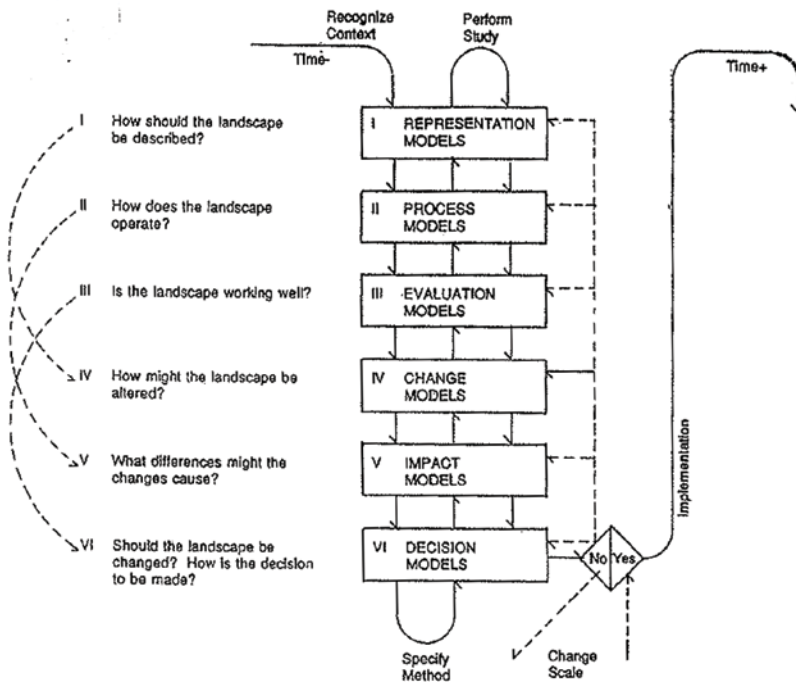 Recognize
Context
Perform
Study
Time-
Time+
I How should the landscape
be described?
I REPRESENTATION
MODELS
II How does the landscape
operate?
II PROCESS
MODELS
III Is the landscape working well?
III EVALUATION
MODELS
IV How might the landscape be
altered?
IV CHANGE
MODELS
V What differences might the
changes cause?
V IMPACT
MODELS
VI Should the landscape be
changed? How is the decision
to be made?
VI DECISION
MODELS
No Yes
Implementation
Specify
Method
Change
Scale